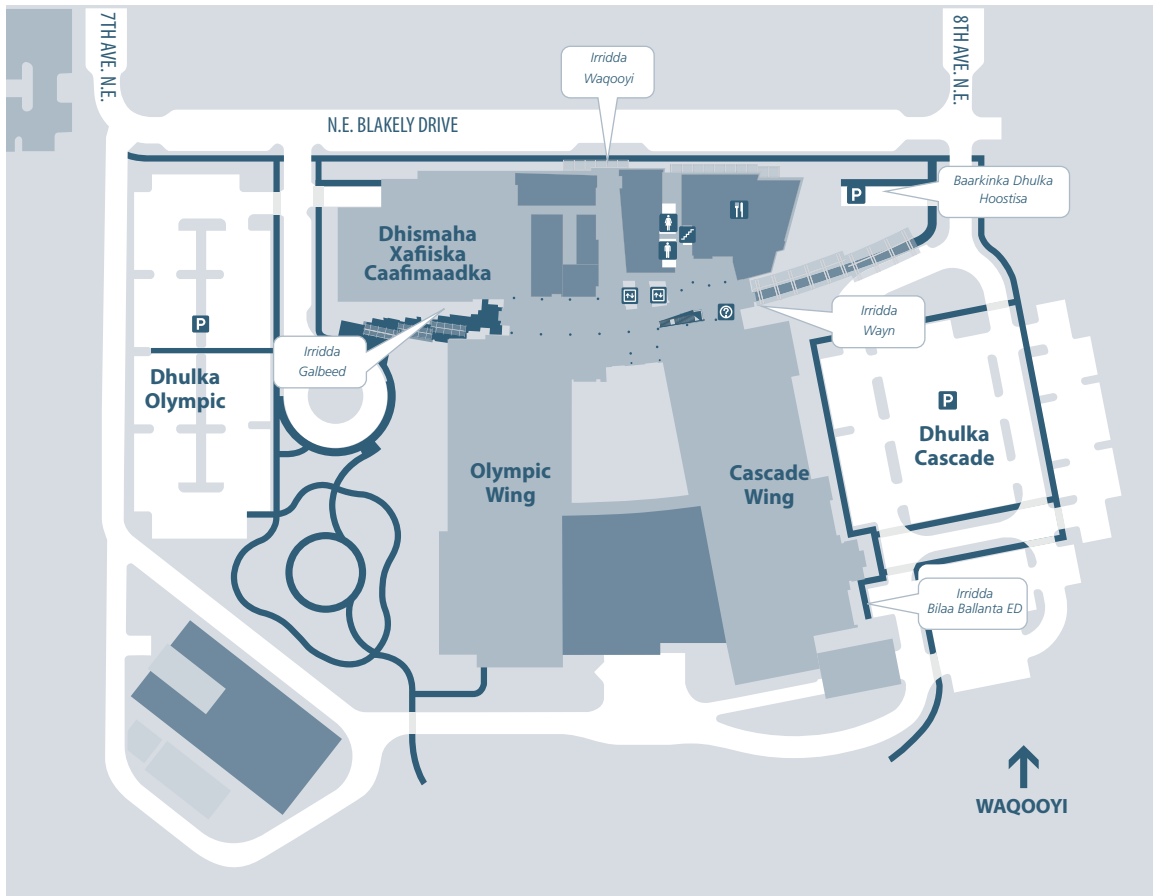 7TH AVE. N.E.
8TH AVE. N.E.
Irridda
Waqooyi
N.E. BLAKELY DRIVE
P
Baarkinka Dhulka
Hoostisa
Dhismaha
Xafiiska
Caafimaadka
P
Irridda
Galbeed
?
Irridda
Wayn
Dhulka
Olympic
P
Dhulka
Cascade
Olympic
Wing
Cascade
Wing
Irridda
Bilaa Ballanta ED
WAQOOYI